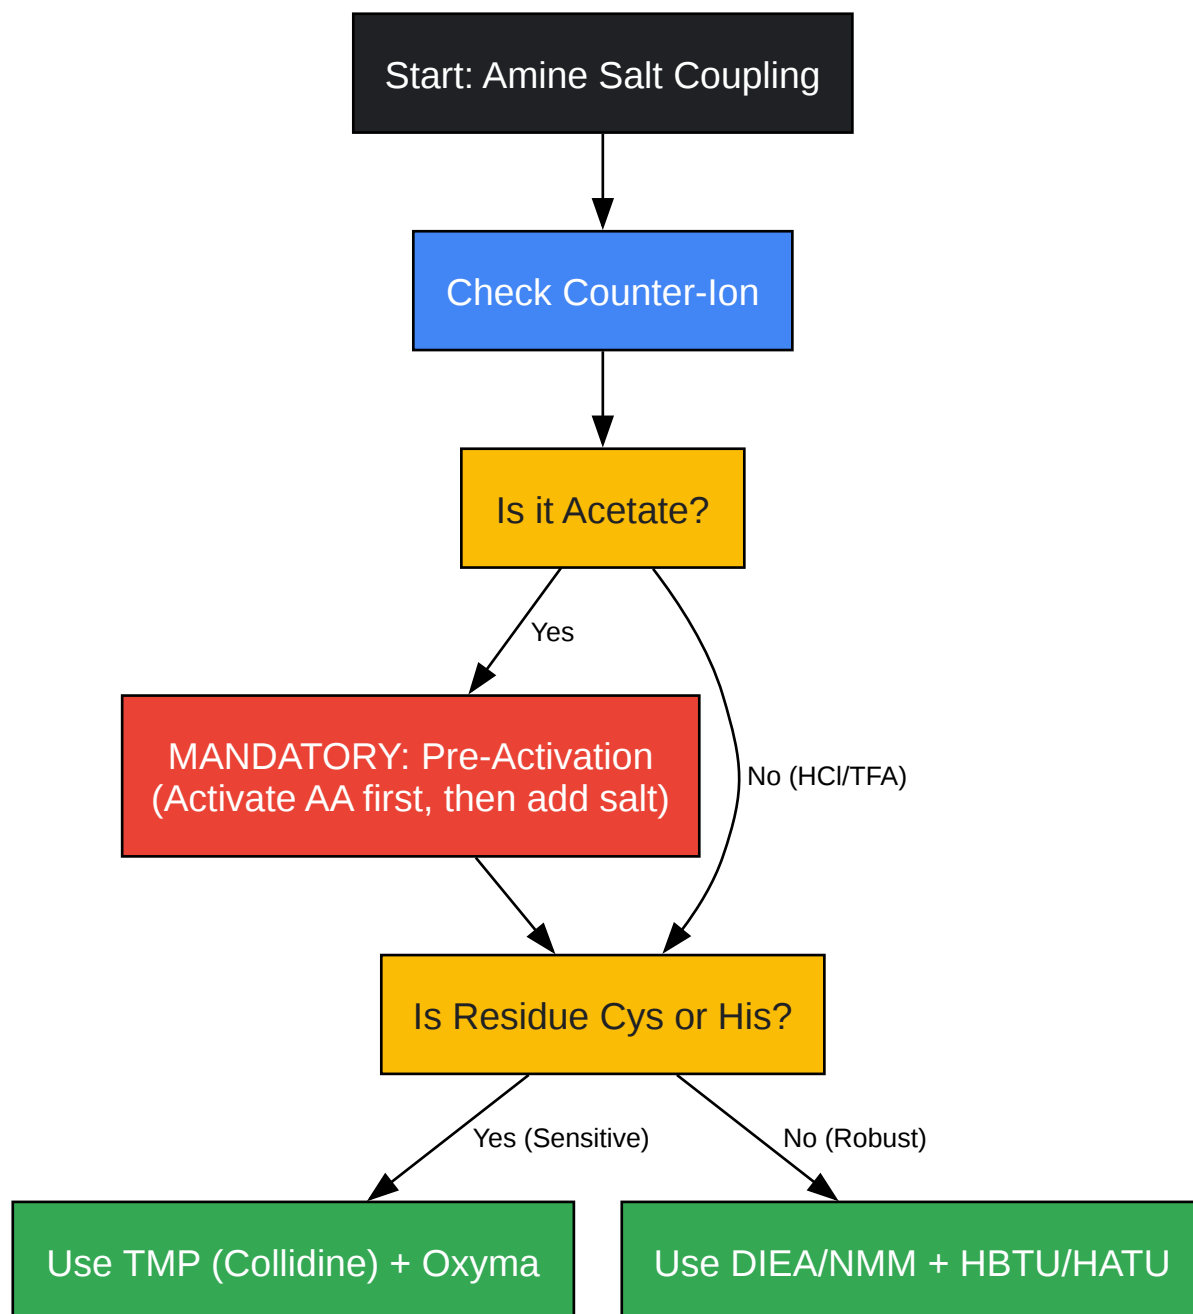 Start: Amine Salt Coupling
Check Counter-Ion
Is it Acetate?
Yes
MANDATORY: Pre-Activation
(Activate AA first, then add salt)
No (HCl/TFA)
Is Residue Cys or His?
Yes (Sensitive)
No (Robust)
Use TMP (Collidine) + Oxyma
Use DIEA/NMM + HBTU/HATU